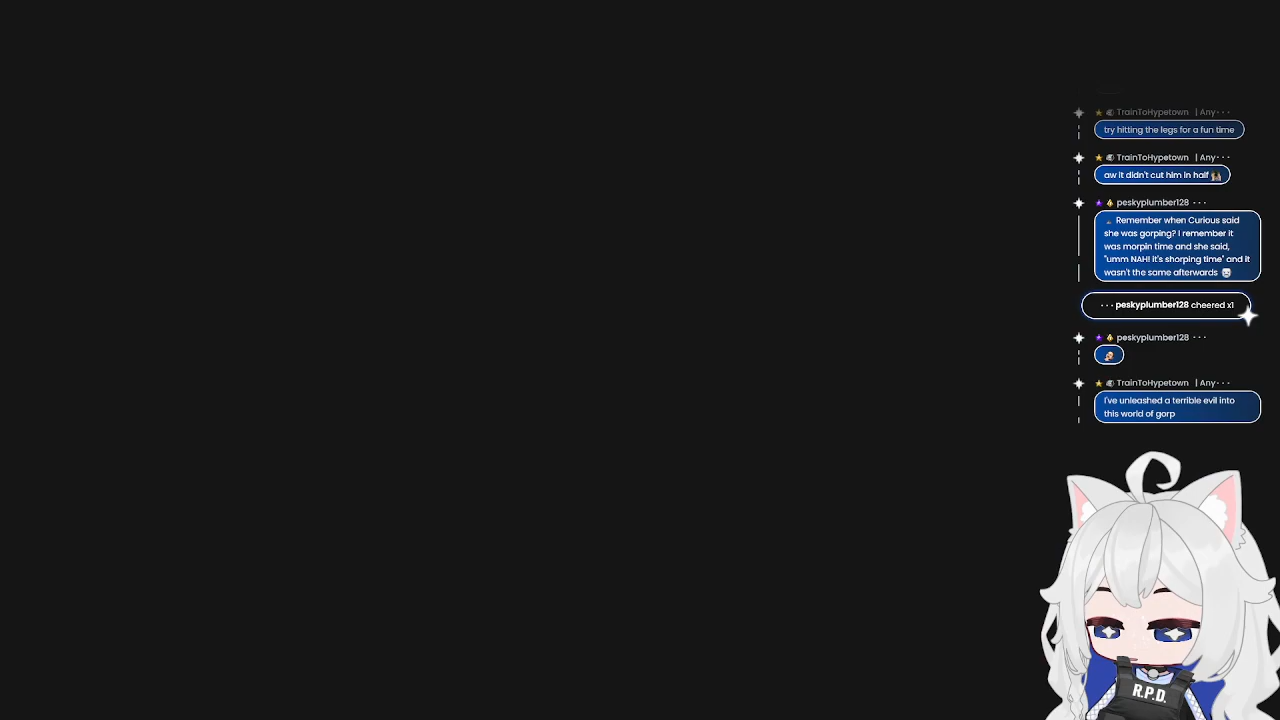 TrainToHypetown | Any···
try hitting the legs for a fun time
TrainToHypetown | Any···
aw it didn't cut him in half
peskyplumber128 ···
Remember when Curious said
she was gorping? I remember it
was morpin time and she said,
"umm NAH! it's shorping time" and it
wasn't the same afterwards
··· peskyplumber128 cheered x1
peskyplumber128 ···
TrainToHypetown | Any···
I've unleashed a terrible evil into
this world of gorp
R.P.D.